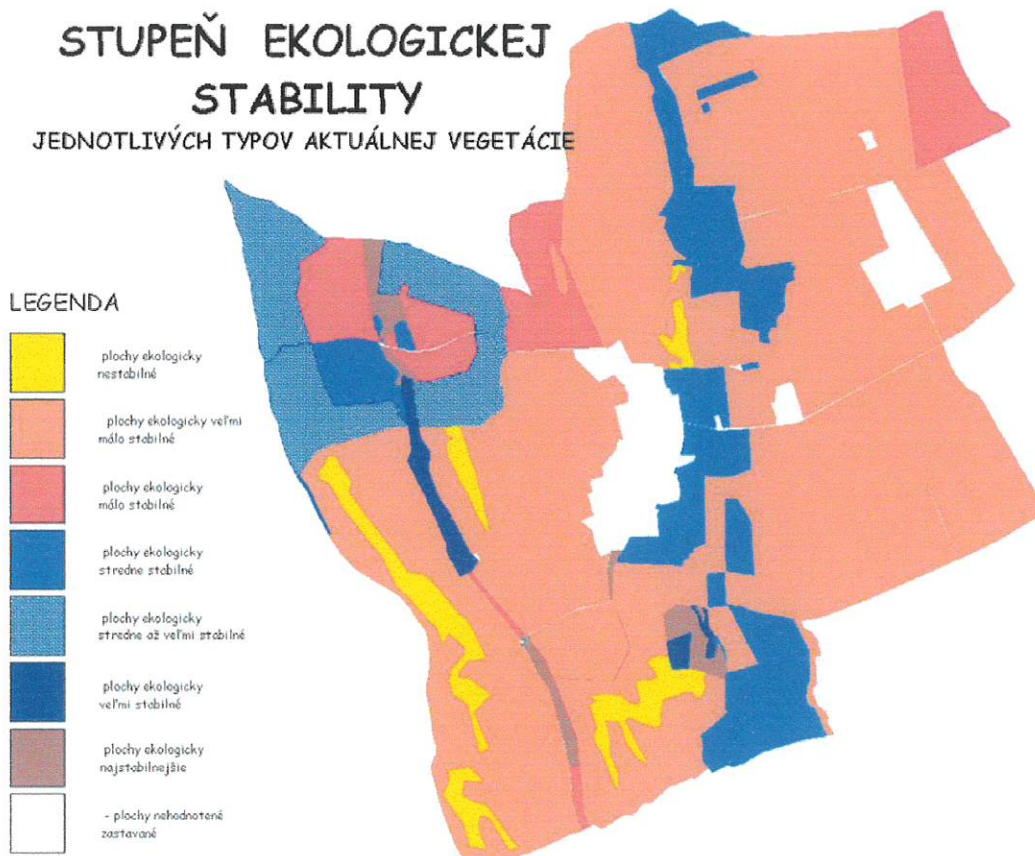 STUPEŇ EKOLOGICKEJ
STABILITY
JEDNOTLIVÝCH TYPOV AKTUÁLNEJ VEGETÁCIE
LEGENDA
plochy ekologicky
nestabilné
plochy ekologicky veľmi
málo stabilné
plochy ekologicky
málo stabilné
plochy ekologicky
stredne stabilné
plochy ekologicky
stredne až veľmi stabilné
plochy ekologicky
veľmi stabilné
plochy ekologicky
najstabilnejšie
- plochy nehodnotené
zastavané